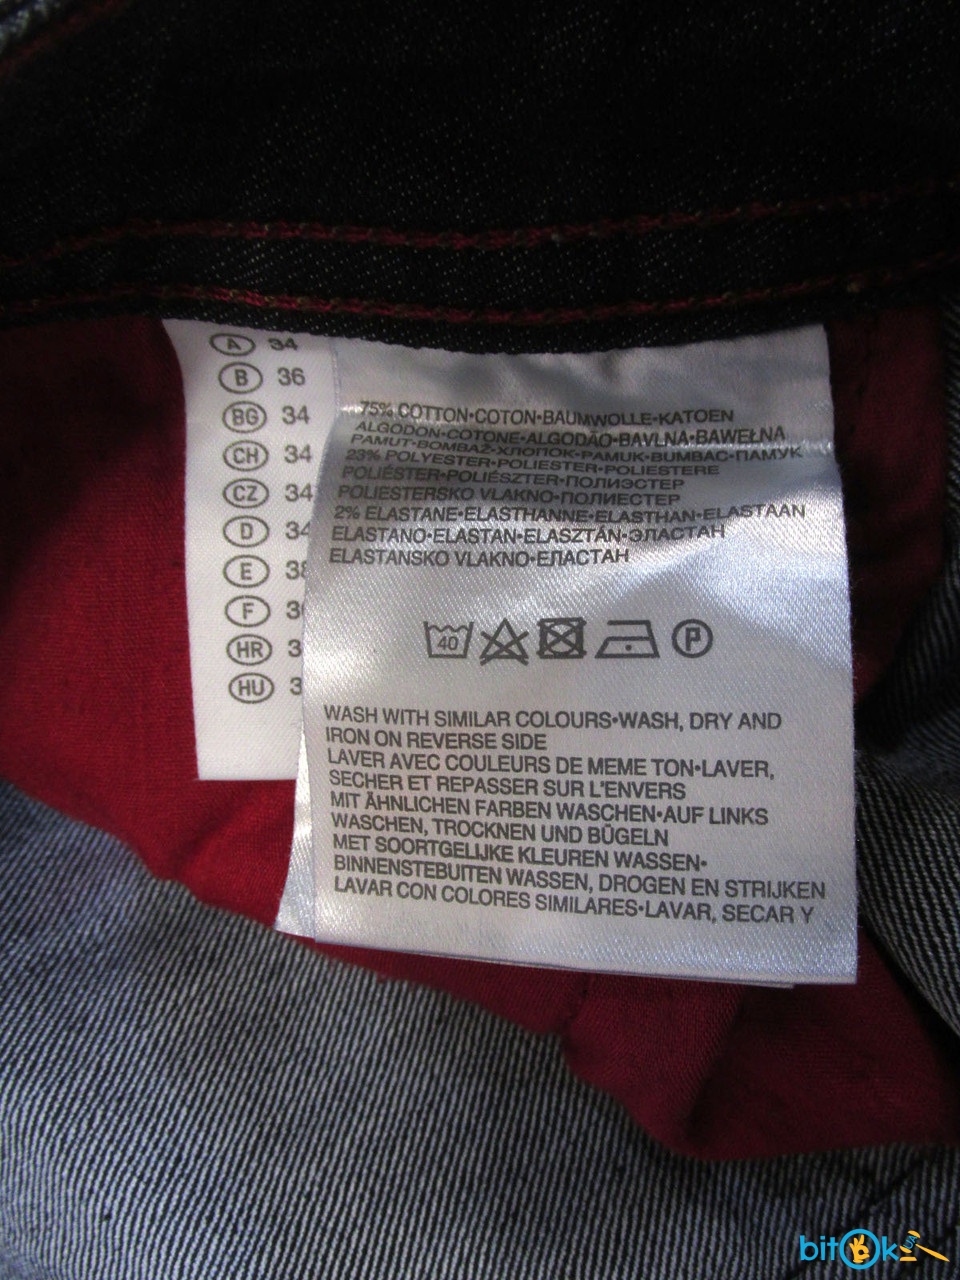 A 34
B 36
BG 34
CH 34
CZ 34
D 34
E 38
F 3
HR 3
HU 3
75% COTTON•COTON•BAUMWOLLE•KATOEN
ALGODON•COTONE•ALGODÃO•BAVLNA•BAWEŁNA
PAMUT•BOMBAŽ•ХЛОПОК•PAMUK•BUMBAC•ПАМУК
23% POLYESTER•POLIESTER•POLIESTERE
POLIÉSTER•POLIÉSZTER•ПОЛИЭСТЕР
POLIESTERSKO VLAKNO•ПОЛИЕСТЕР
2% ELASTANE•ELASTHANNE•ELASTHAN•ELASTAAN
ELASTANO•ELASTAN•ELASZTÁN•ЭЛАСТАН
ELASTANSKO VLAKNO•ЕЛАСТАН
40 P
WASH WITH SIMILAR COLOURS•WASH, DRY AND
IRON ON REVERSE SIDE
LAVER AVEC COULEURS DE MEME TON•LAVER,
SECHER ET REPASSER SUR L'ENVERS
MIT ÄHNLICHEN FARBEN WASCHEN•AUF LINKS
WASCHEN, TROCKNEN UND BÜGELN
MET SOORTGELIJKE KLEUREN WASSEN•
BINNENSTEBUITEN WASSEN, DROGEN EN STRIJKEN
LAVAR CON COLORES SIMILARES•LAVAR, SECAR Y
bitOk